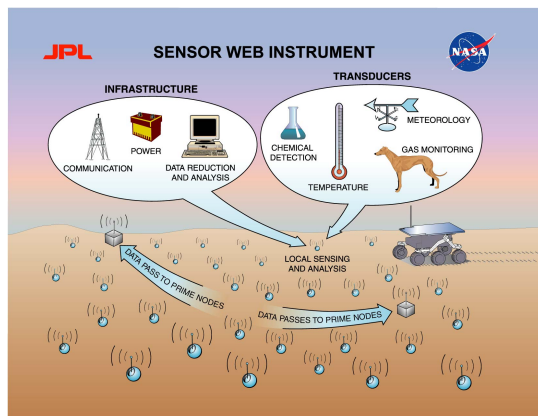 JPL
SENSOR WEB INSTRUMENT
NASA
INFRASTRUCTURE
COMMUNICATION
POWER
DATA REDUCTION
AND ANALYSIS
TRANSDUCERS
CHEMICAL
DETECTION
TEMPERATURE
METEOROLOGY
GAS MONITORING
LOCAL SENSING
AND ANALYSIS
DATA PASS TO PRIME NODES
DATA PASSES TO PRIME NODES